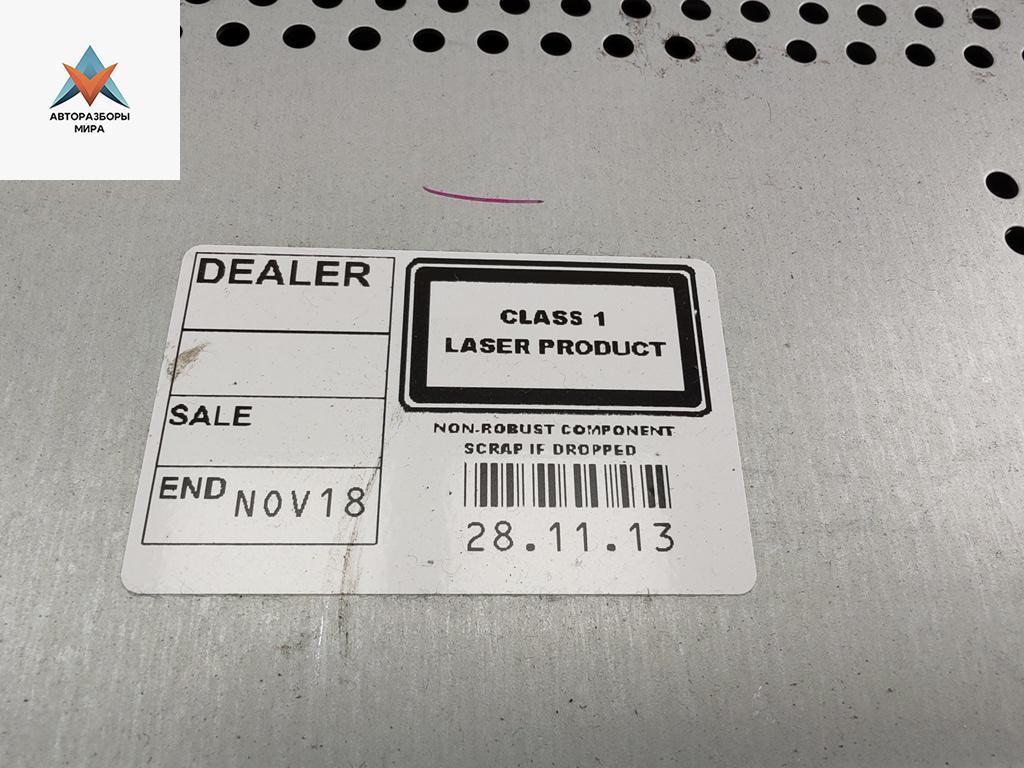 АВТОРАЗБОРЫ
МИРА
DEALER
SALE
END NOV18
CLASS 1
LASER PRODUCT
NON-ROBUST COMPONENT
SCRAP IF DROPPED
28.11.13